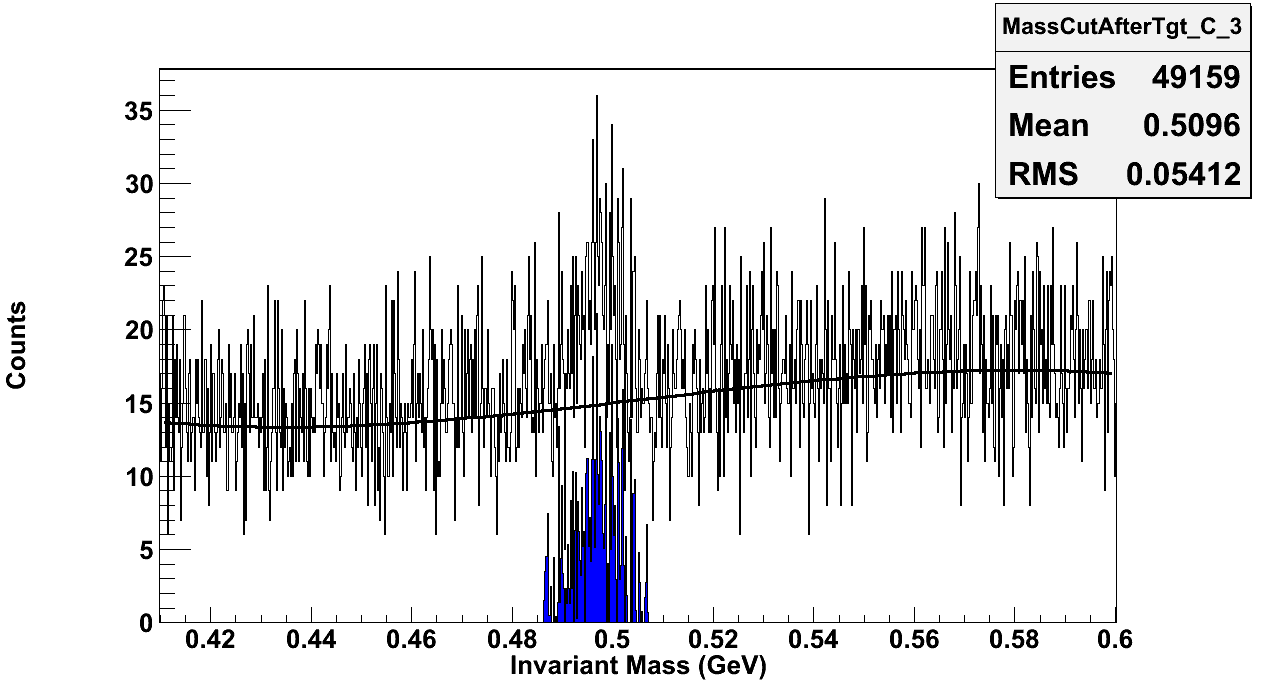 MassCutAfterTgt_C_3
Entries 49159
Mean 0.5096
RMS 0.05412
35
30
25
20
15
10
5
0
Counts
0.42 0.44 0.46 0.48 0.5 0.52 0.54 0.56 0.58 0.6
Invariant Mass (GeV)